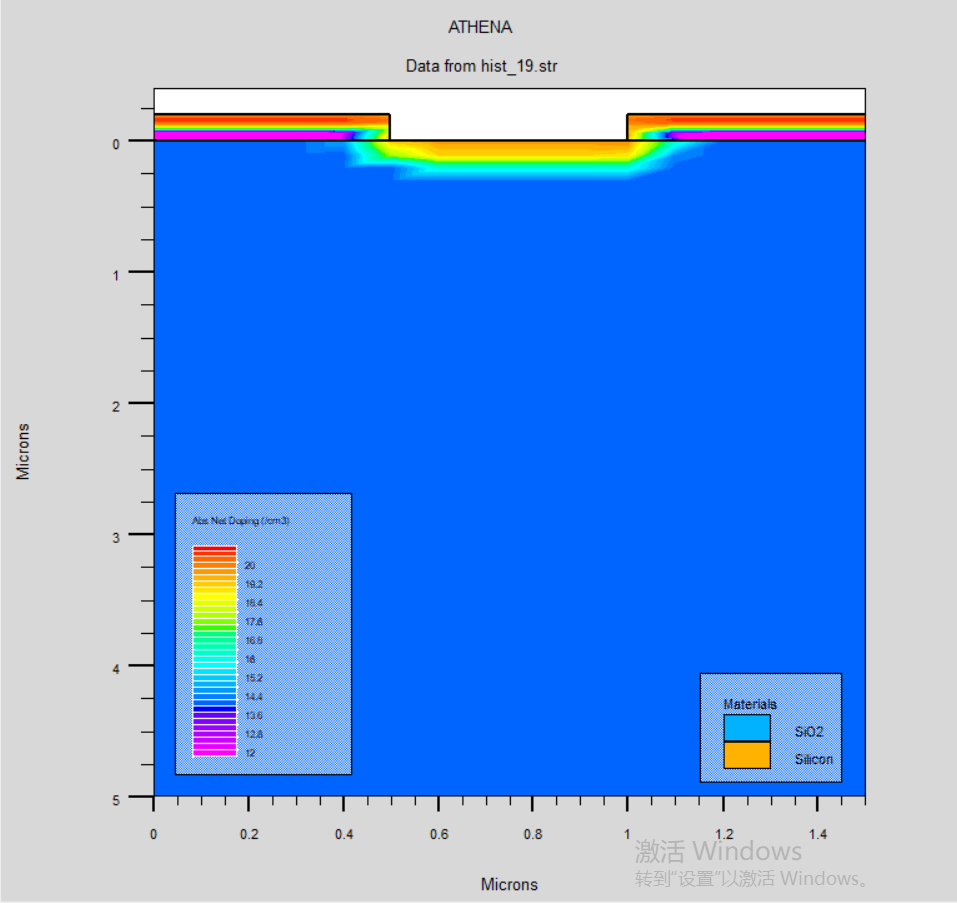 ATHENA
Data from hist_19.str
0
1
2
3
4
5
Microns
Abs Net Doping (/cm3)
20
19.2
18.4
17.6
16.8
16
15.2
14.4
13.6
12.8
12
Materials
SiO2
Silicon
0 0.2 0.4 0.6 0.8 1 1.2 1.4
Microns
激活 Windows
转到"设置"以激活 Windows。